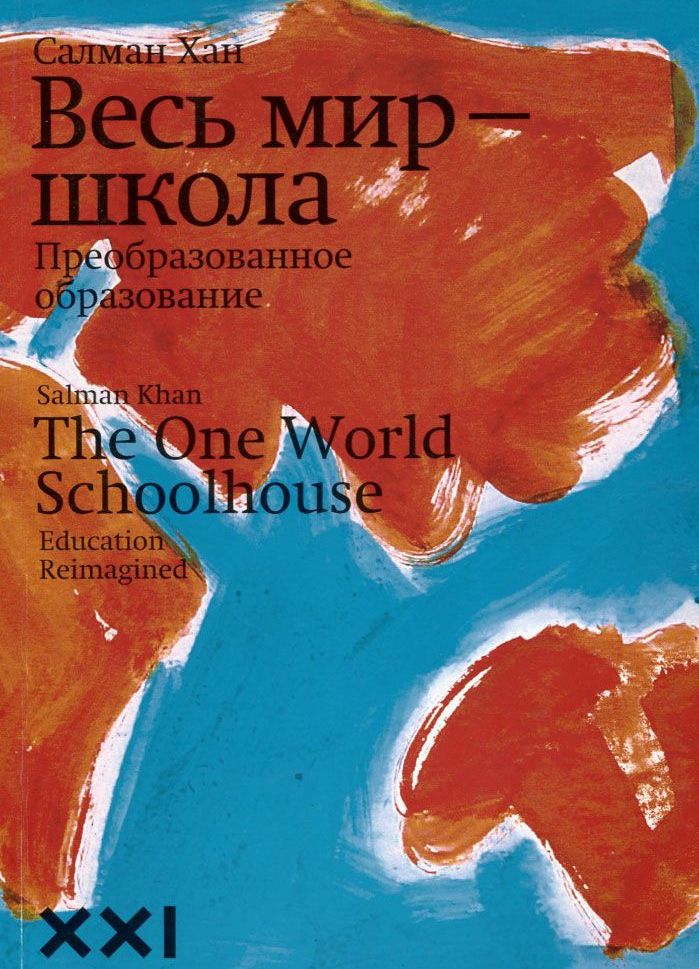 Салман Хан
Весь мир –
школа
Преобразованное
образование
Salman Khan
The One World
Schoolhouse
Education
Reimagined
XXI